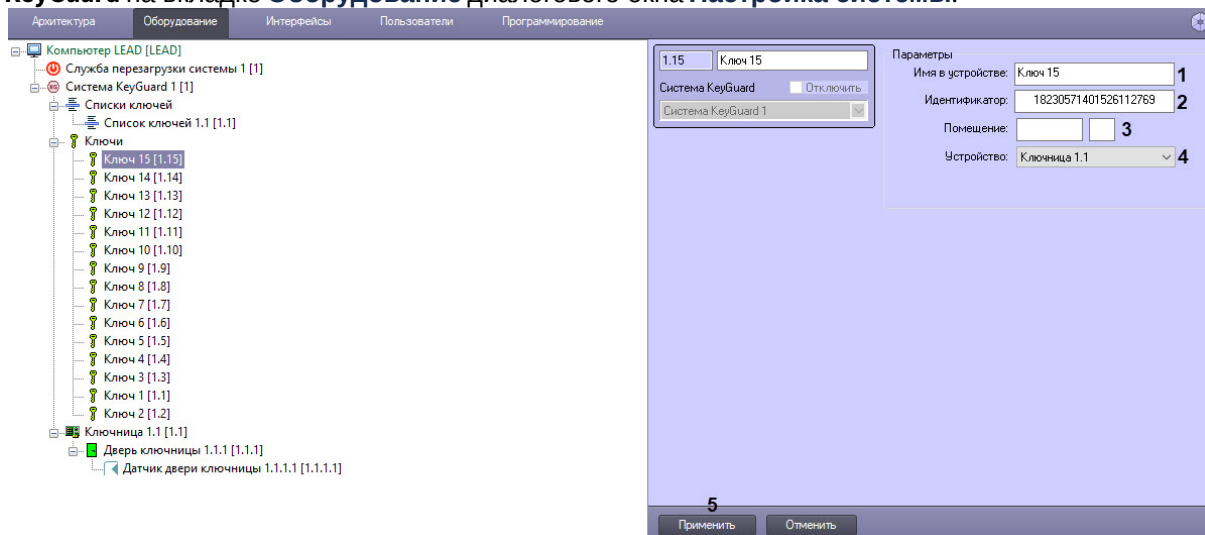 KeyGuard на вкладке Оборудование диалогового окна Настройка системы.
Архитектура Оборудование Интерфейсы Пользователи Программирование
Компьютер LEAD [LEAD]
Служба перезагрузки системы 1 [1]
Система KeyGuard 1 [1]
Списки ключей
Список ключей 1.1 [1.1]
Ключи
Ключ 15 [1.15]
Ключ 14 [1.14]
Ключ 13 [1.13]
Ключ 12 [1.12]
Ключ 11 [1.11]
Ключ 10 [1.10]
Ключ 9 [1.9]
Ключ 8 [1.8]
Ключ 7 [1.7]
Ключ 6 [1.6]
Ключ 5 [1.5]
Ключ 4 [1.4]
Ключ 3 [1.3]
Ключ 1 [1.1]
Ключ 2 [1.2]
Ключница 1.1 [1.1]
Дверь ключницы 1.1.1 [1.1.1]
Датчик двери ключницы 1.1.1.1 [1.1.1.1]
1.15 Ключ 15
Система KeyGuard Отключить
Система KeyGuard 1
Параметры
Имя в устройстве: Ключ 15 1
Идентификатор: 18230571401526112769 2
Помещение: 3
Устройство: Ключница 1.1 4
5
Применить Отменить